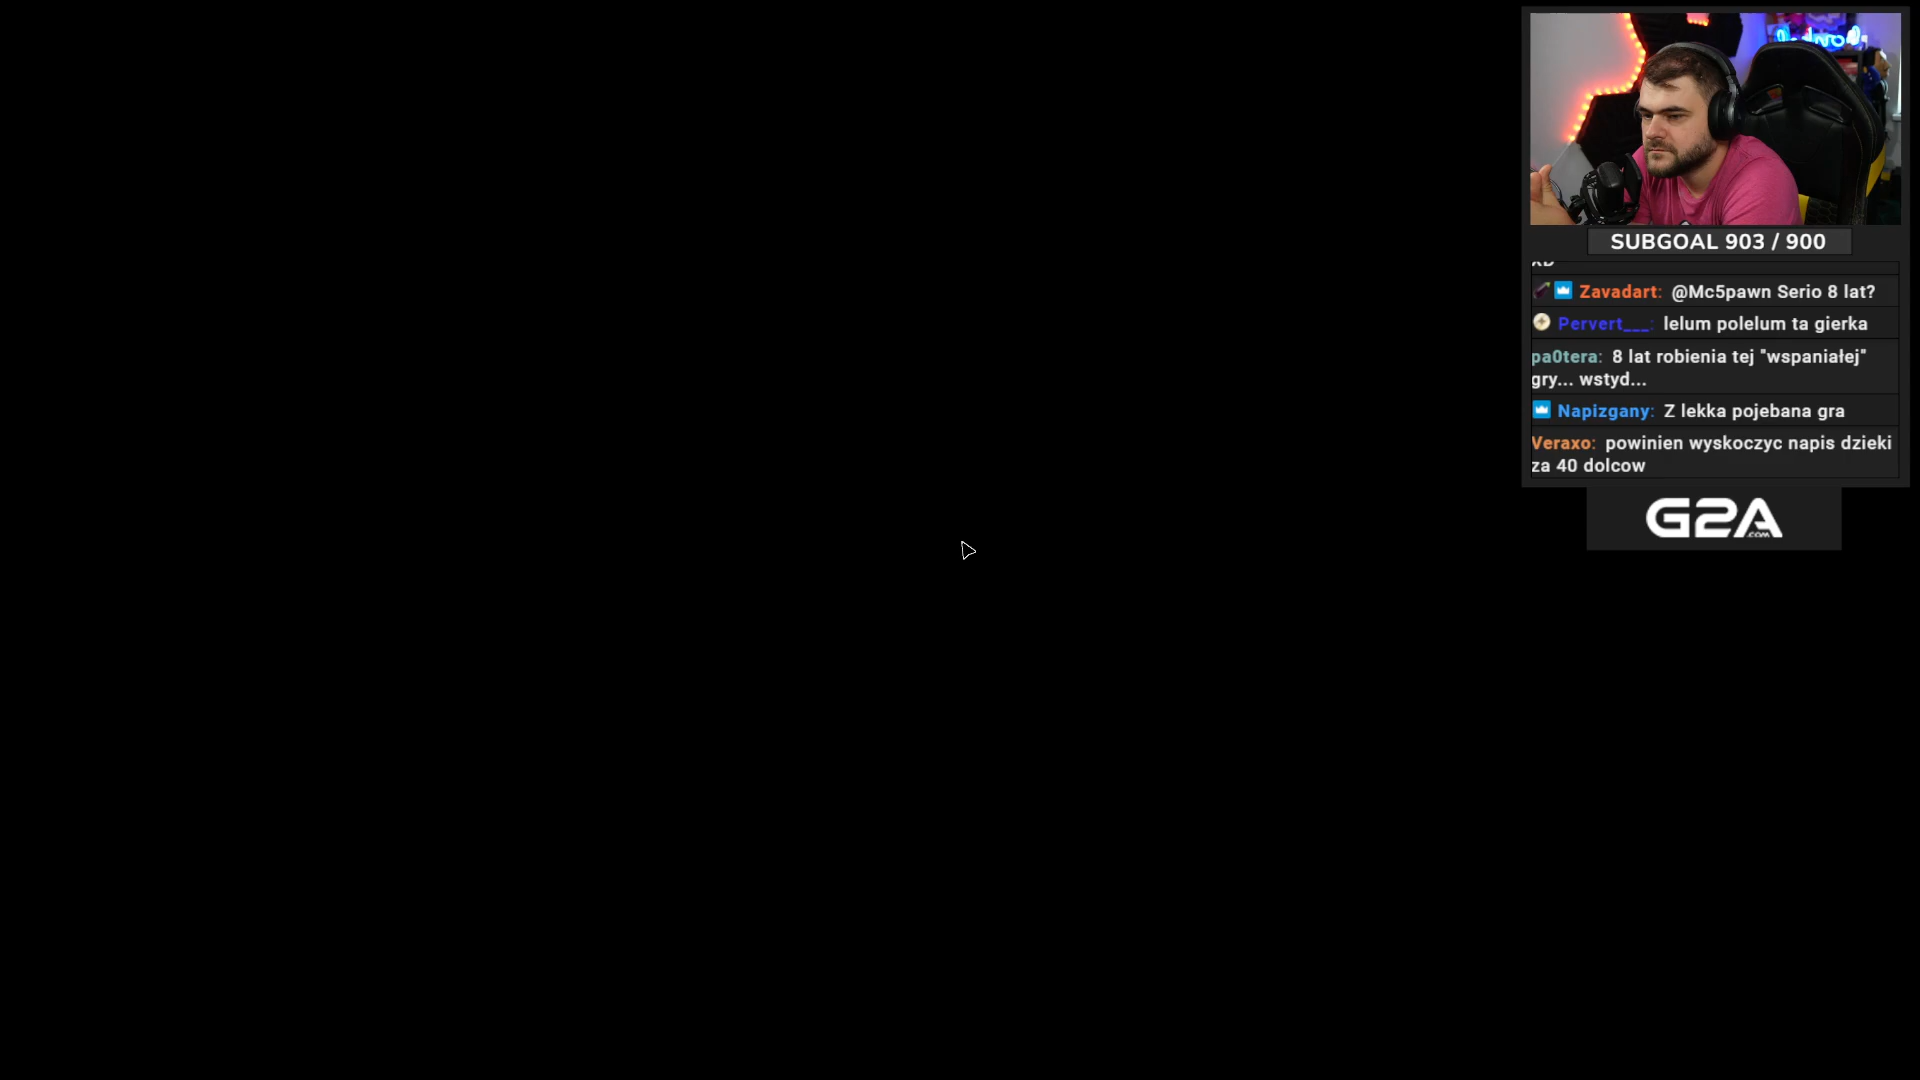 SUBGOAL 903 / 900
Zavadart: @Mc5pawn Serio 8 lat?
Pervert___: lelum polelum ta gierka
pa0tera: 8 lat robienia tej "wspaniałej"
gry... wstyd...
Napizgany: Z lekka pojebana gra
Veraxo: powinien wyskoczyc napis dzieki
za 40 dolcow
G2A
.COM